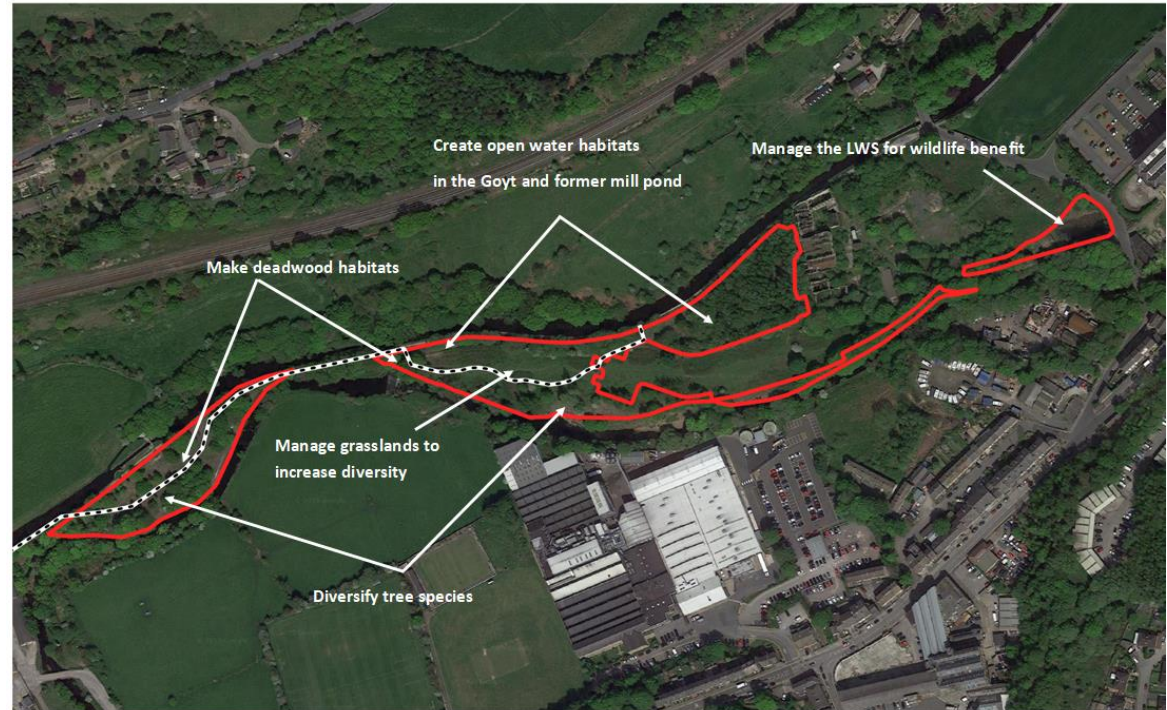 Create open water habitats
in the Goyt and former mill pond
Manage the LWS for wildlife benefit
Make deadwood habitats
Manage grasslands to
increase diversity
Diversify tree species